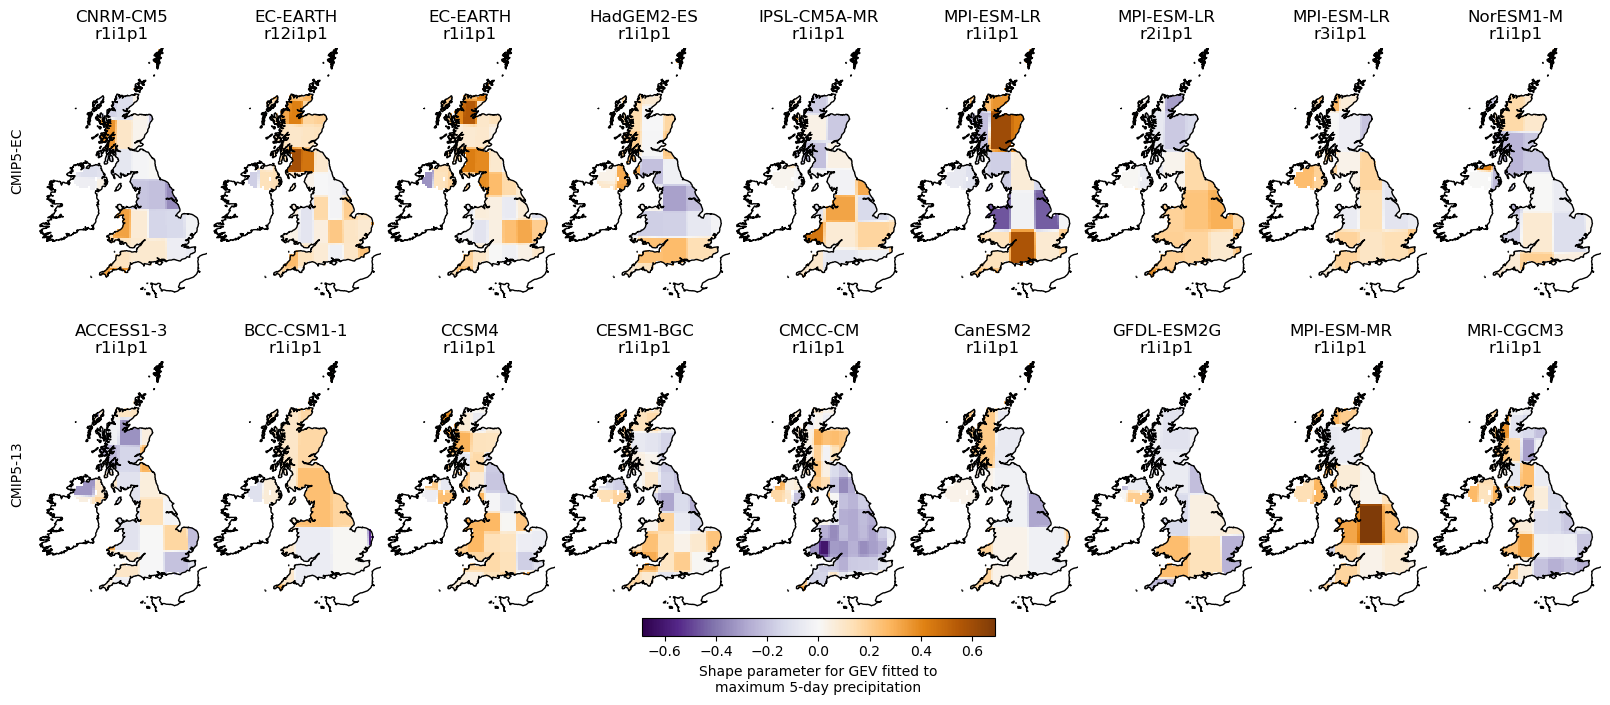 CNRM-CM5
r1i1p1
EC-EARTH
r12i1p1
EC-EARTH
r1i1p1
HadGEM2-ES
r1i1p1
IPSL-CM5A-MR
r1i1p1
MPI-ESM-LR
r1i1p1
MPI-ESM-LR
r2i1p1
MPI-ESM-LR
r3i1p1
NorESM1-M
r1i1p1
CMIP5-EC
ACCESS1-3
r1i1p1
BCC-CSM1-1
r1i1p1
CCSM4
r1i1p1
CESM1-BGC
r1i1p1
CMCC-CM
r1i1p1
CanESM2
r1i1p1
GFDL-ESM2G
r1i1p1
MPI-ESM-MR
r1i1p1
MRI-CGCM3
r1i1p1
CMIP5-13
−0.6 −0.4 −0.2 0.0 0.2 0.4 0.6
Shape parameter for GEV fitted to
maximum 5-day precipitation